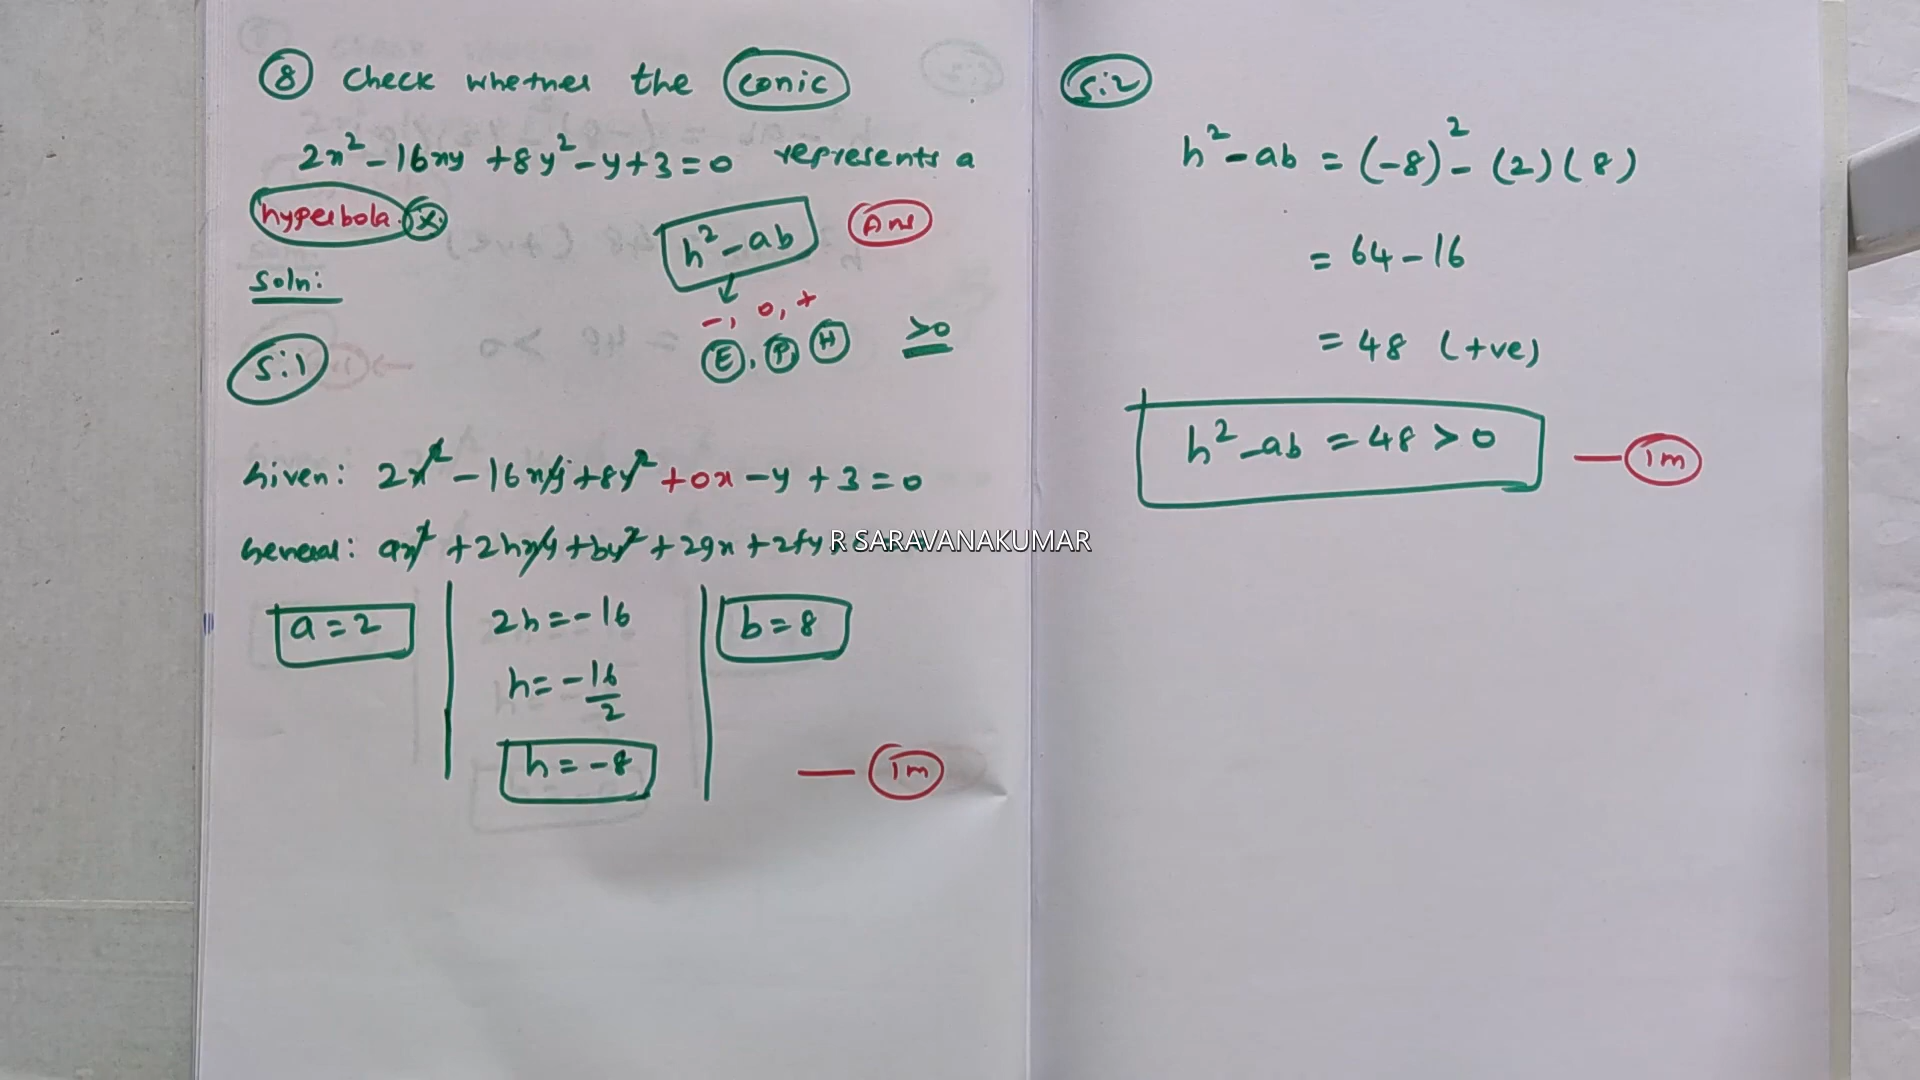 8 Check whether the conic
2x² - 16xy + 8y² - y + 3 = 0 represents a
hyperbola.
h² - ab Ans
-, 0, +
E, P, H > 0
Soln:
S:1
Given: 2x² - 16xy + 8y² + 0x - y + 3 = 0
General: ax² + 2hxy + by² + 2gx + 2fy
a = 2
2h = -16
h = -16/2
h = -8
b = 8
— 1m
S:2
h² - ab = (-8)² - (2)(8)
= 64 - 16
= 48 (+ve)
h² - ab = 48 > 0 — 1m
R SARAVANAKUMAR